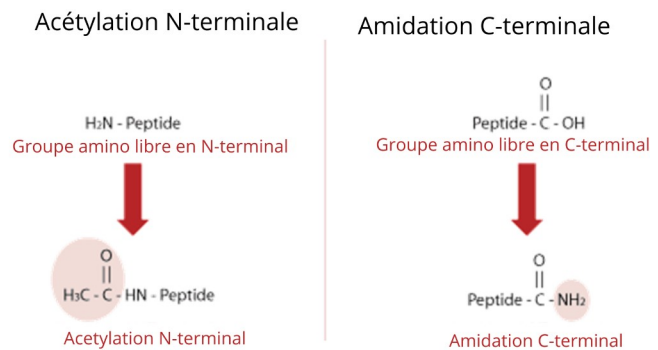 Acétylation N-terminale
H₂N - Peptide
Groupe amino libre en N-terminal
O
||
H₃C - C - HN - Peptide
Acetylation N-terminal
Amidation C-terminale
O
||
Peptide - C - OH
Groupe amino libre en C-terminal
O
||
Peptide - C - NH₂
Amidation C-terminal